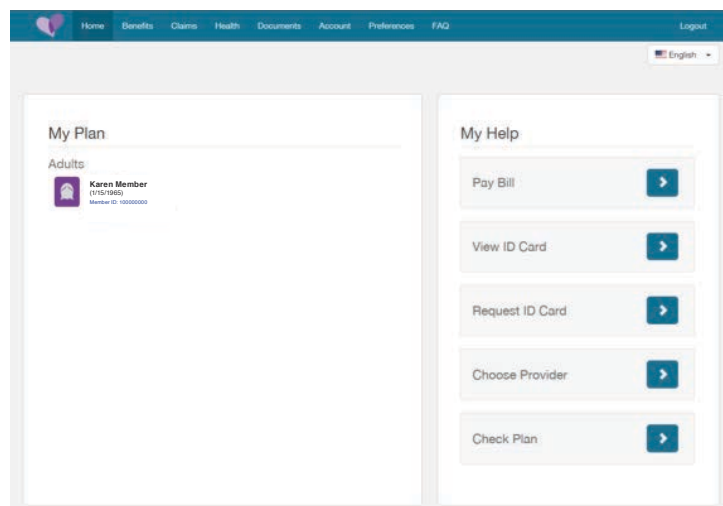 Home Benefits Claims Health Documents Account Preferences FAQ Logout
English
My Plan
Adults
Karen Member
(1/15/1965)
Member ID: 100000000
My Help
Pay Bill
View ID Card
Request ID Card
Choose Provider
Check Plan